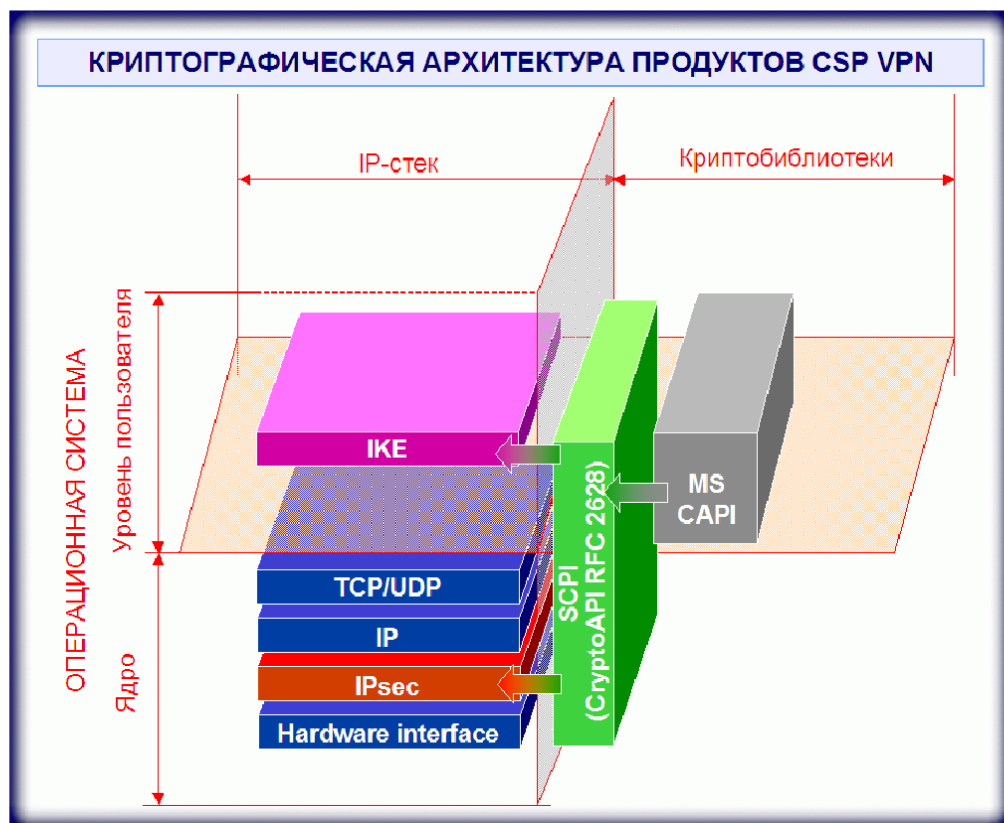 КРИПТОГРАФИЧЕСКАЯ АРХИТЕКТУРА ПРОДУКТОВ CSP VPN
IP-стек
Криптобиблиотеки
ОПЕРАЦИОННАЯ СИСТЕМА
Уровень пользователя
Ядро
IKE
TCP/UDP
IP
IPsec
Hardware interface
SCPI
(CryptoAPI RFC 2628)
MS
CAPI